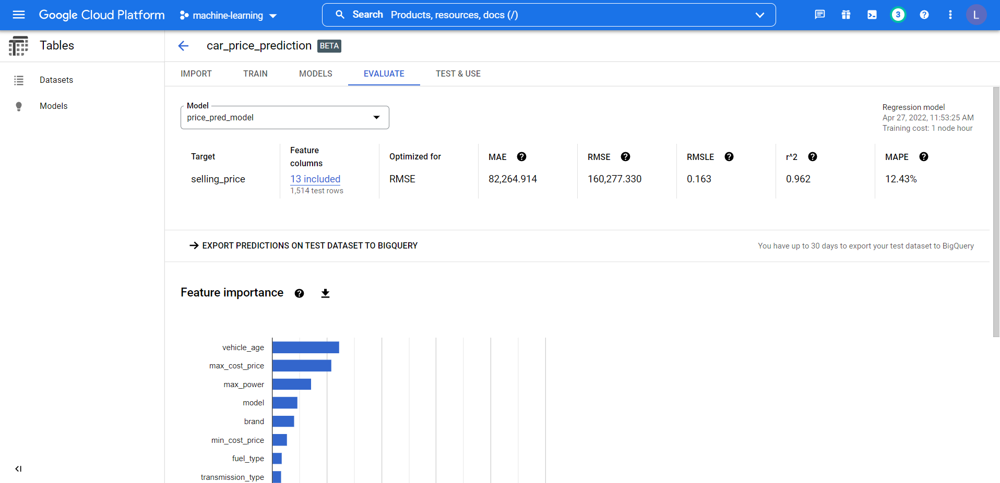 Google Cloud Platform
machine-learning
Search Products, resources, docs (/)
3
L
Tables
car_price_prediction BETA
IMPORT TRAIN MODELS EVALUATE TEST & USE
Datasets
Models
Model
price_pred_model
Regression model
Apr 27, 2022, 11:53:25 AM
Training cost: 1 node hour
Target
selling_price
Feature
columns
13 included
1,514 test rows
Optimized for
RMSE
MAE
82,264.914
RMSE
160,277.330
RMSLE
0.163
r^2
0.962
MAPE
12.43%
EXPORT PREDICTIONS ON TEST DATASET TO BIGQUERY
You have up to 30 days to export your test dataset to BigQuery
Feature importance
vehicle_age
max_cost_price
max_power
model
brand
min_cost_price
fuel_type
transmission_type